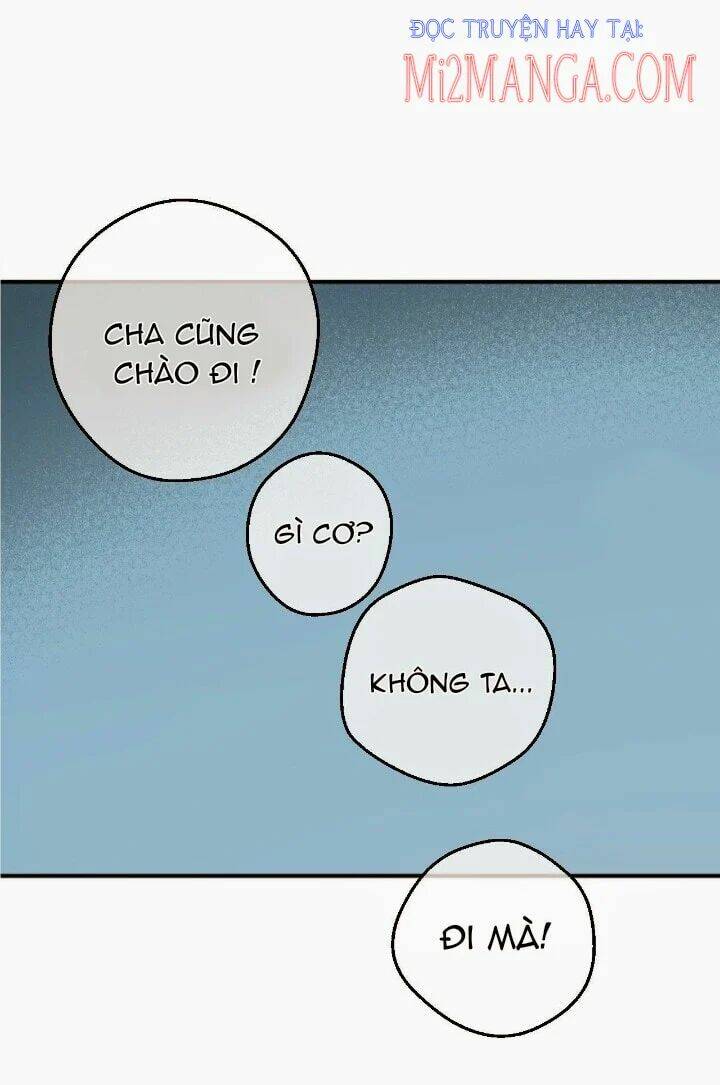 ĐỌC TRUYỆN HAY TẠI:
MI2MANGA.COM
CHA CŨNG
CHÀO ĐI !
GÌ CƠ?
KHÔNG TA...
ĐI MÀ!